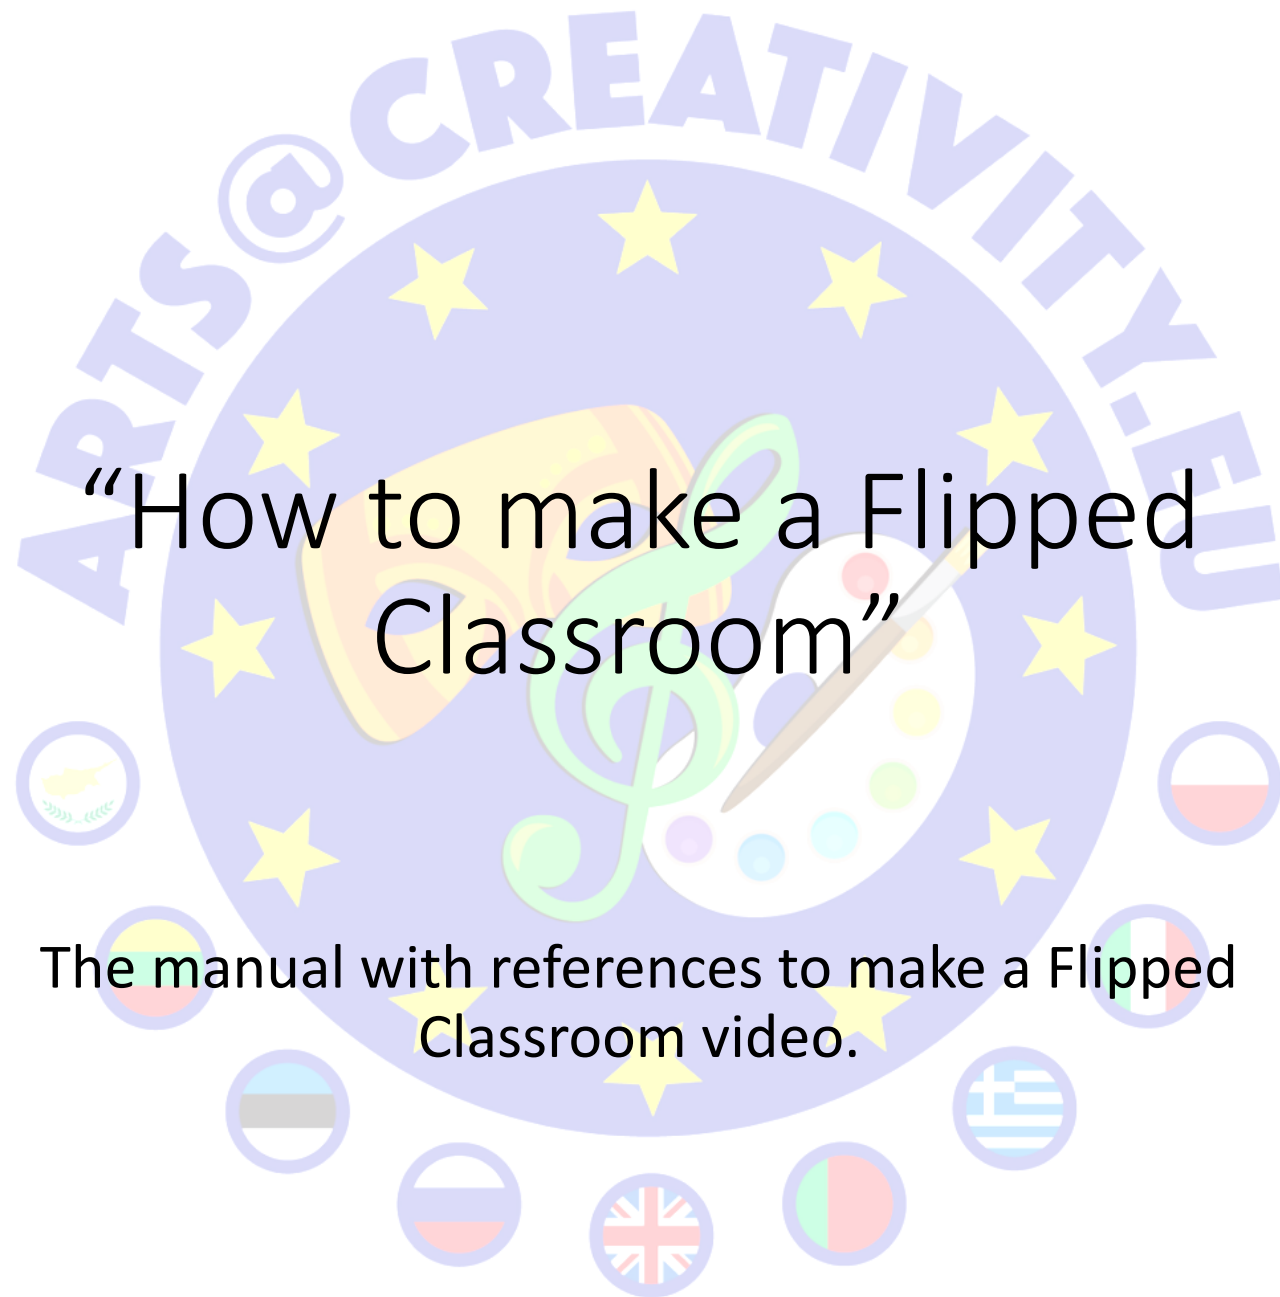 ARTS@CREATIVITY.EU
“How to make a Flipped
Classroom”
The manual with references to make a Flipped
Classroom video.